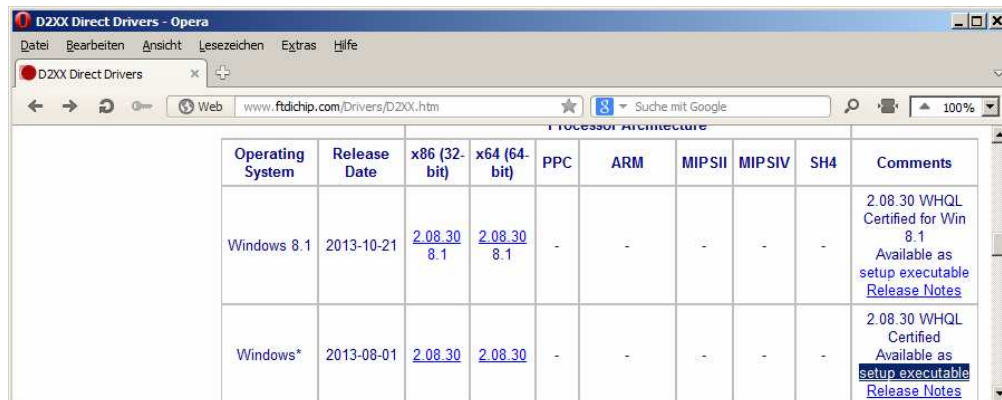 D2XX Direct Drivers - Opera
Datei Bearbeiten Ansicht Lesezeichen Extras Hilfe
D2XX Direct Drivers
Web www.ftdichip.com/Drivers/D2XX.htm 8 Suche mit Google 100%
Processor Architecture
Operating System Release Date x86 (32-bit) x64 (64-bit) PPC ARM MIPSII MIPSIV SH4 Comments
Windows 8.1 2013-10-21 2.08.30 8.1 2.08.30 8.1 - - - - - 2.08.30 WHQL
Certified for Win
8.1
Available as
setup executable
Release Notes
Windows* 2013-08-01 2.08.30 2.08.30 - - - - - 2.08.30 WHQL
Certified
Available as
setup executable
Release Notes